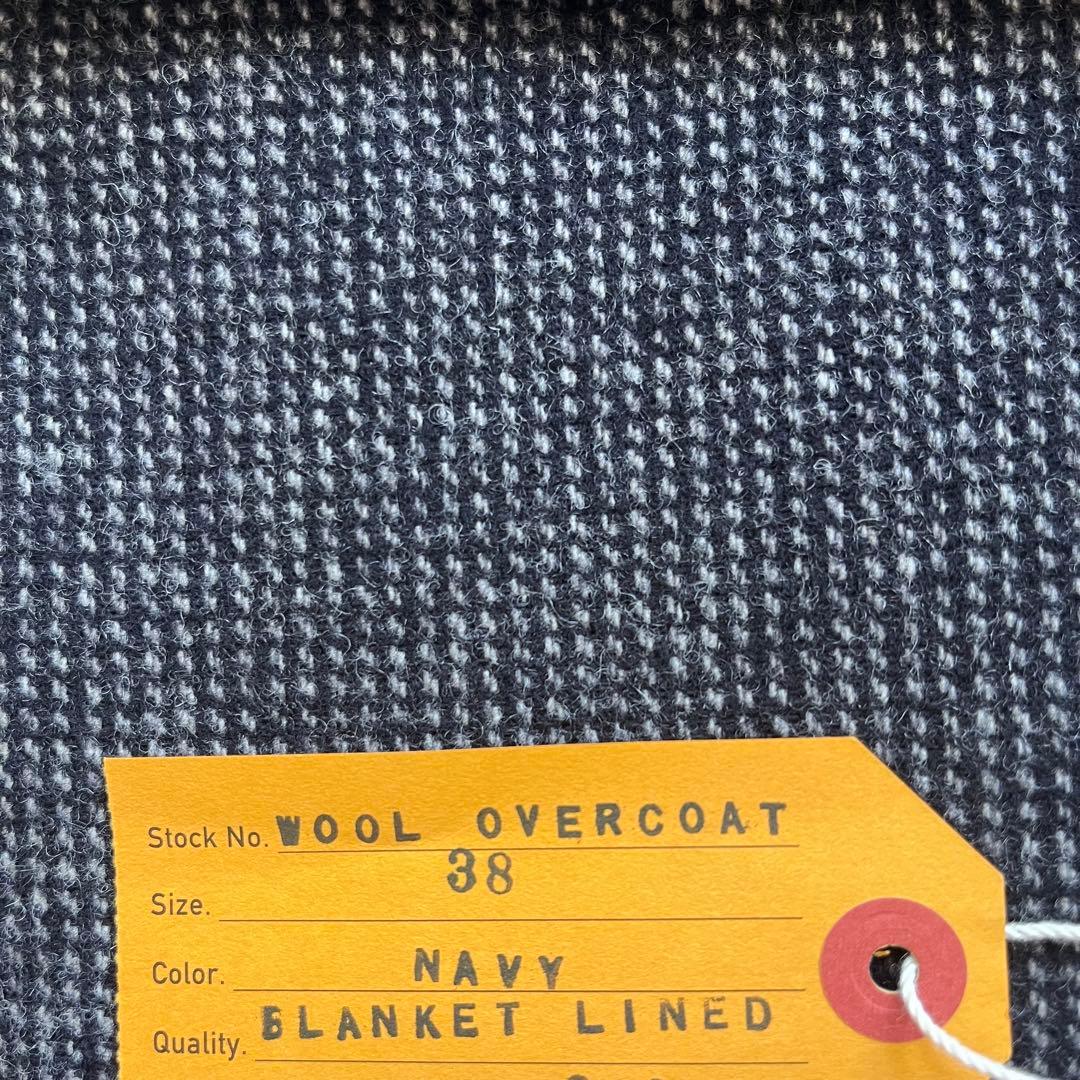 Stock No. WOOL OVERCOAT
Size. 38
Color. NAVY
Quality. BLANKET LINED